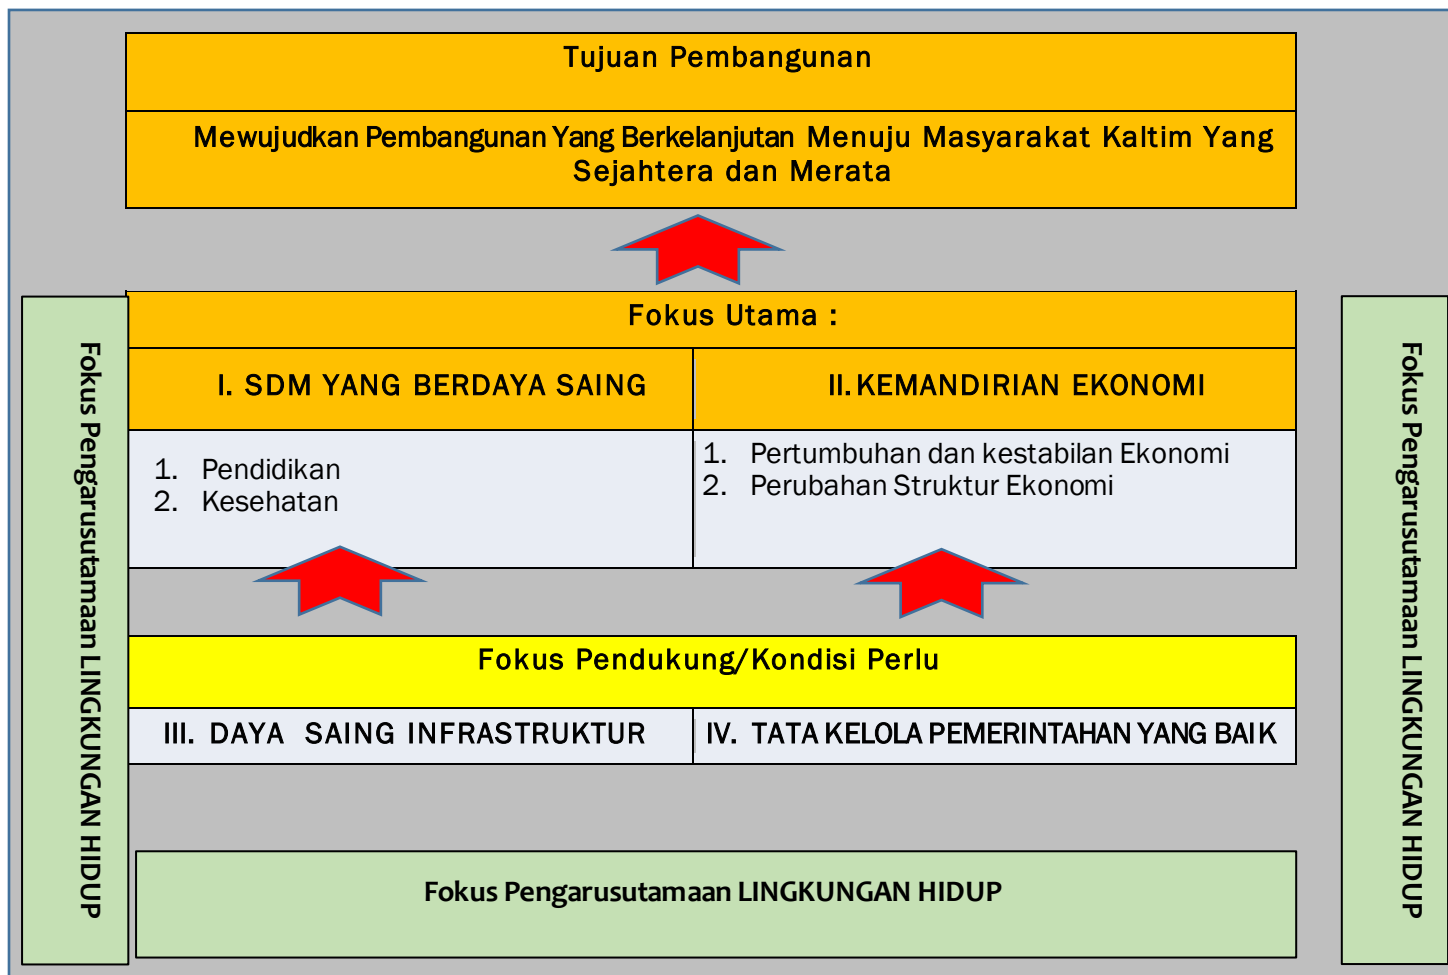 Tujuan Pembangunan
Mewujudkan Pembangunan Yang Berkelanjutan Menuju Masyarakat Kaltim Yang
Sejahtera dan Merata
Fokus Utama :
I. SDM YANG BERDAYA SAING
II. KEMANDIRIAN EKONOMI
1. Pendidikan
2. Kesehatan
1. Pertumbuhan dan kestabilan Ekonomi
2. Perubahan Struktur Ekonomi
Fokus Pendukung/Kondisi Perlu
III. DAYA SAING INFRASTRUKTUR
IV. TATA KELOLA PEMERINTAHAN YANG BAIK
Fokus Pengarusutamaan LINGKUNGAN HIDUP
Fokus Pengarusutamaan LINGKUNGAN HIDUP
Fokus Pengarusutamaan LINGKUNGAN HIDUP